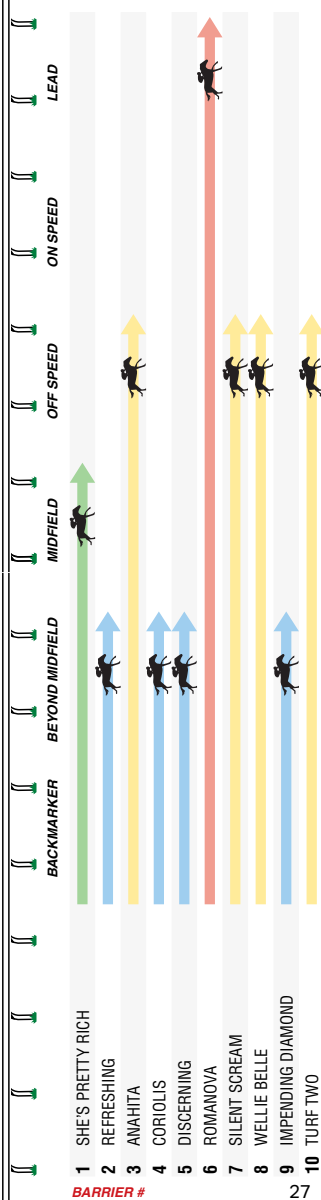 BACKMARKER BEYOND MIDFIELD MIDFIELD OFF SPEED ON SPEED LEAD
1 SHE'S PRETTY RICH
2 REFRESHING
3 ANAHITA
4 CORIOLIS
5 DISCERNING
6 ROMANOVA
7 SILENT SCREAM
8 WELLIE BELLE
9 IMPENDING DIAMOND
10 TURF TWO
BARRIER #
27